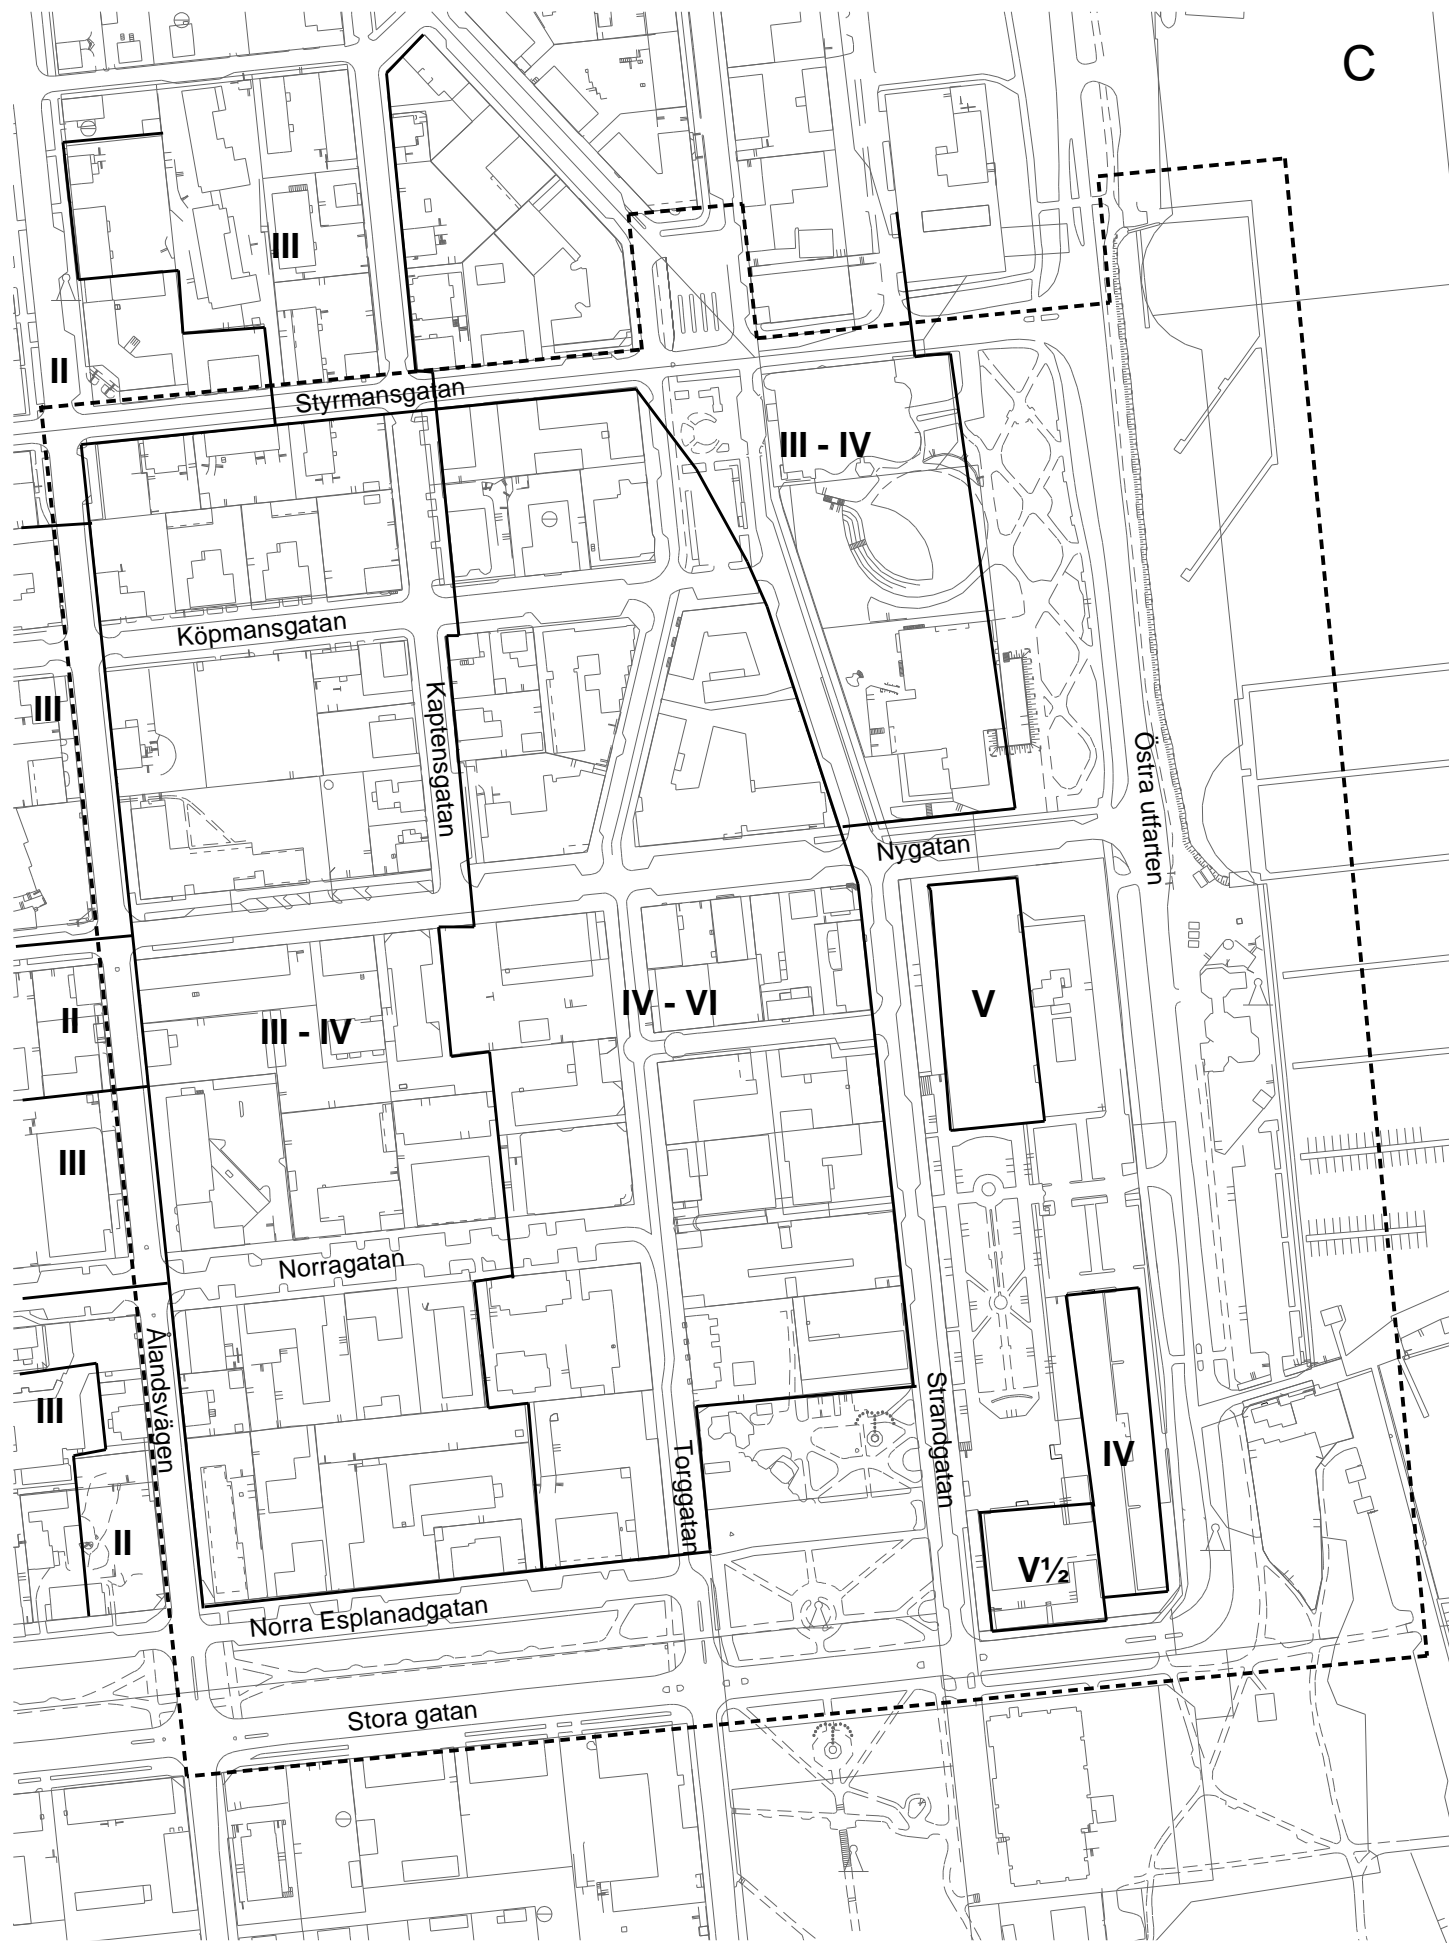 C
III
II
Styrmansgatan
III - IV
Köpmansgatan
III
Kaptensgatan
Östra utfarten
Nygatan
II
III - IV
IV - VI
V
III
Norragatan
Ålandsvägen
III
Strandgatan
Torggatan
IV
II
V½
Norra Esplanadgatan
Stora gatan